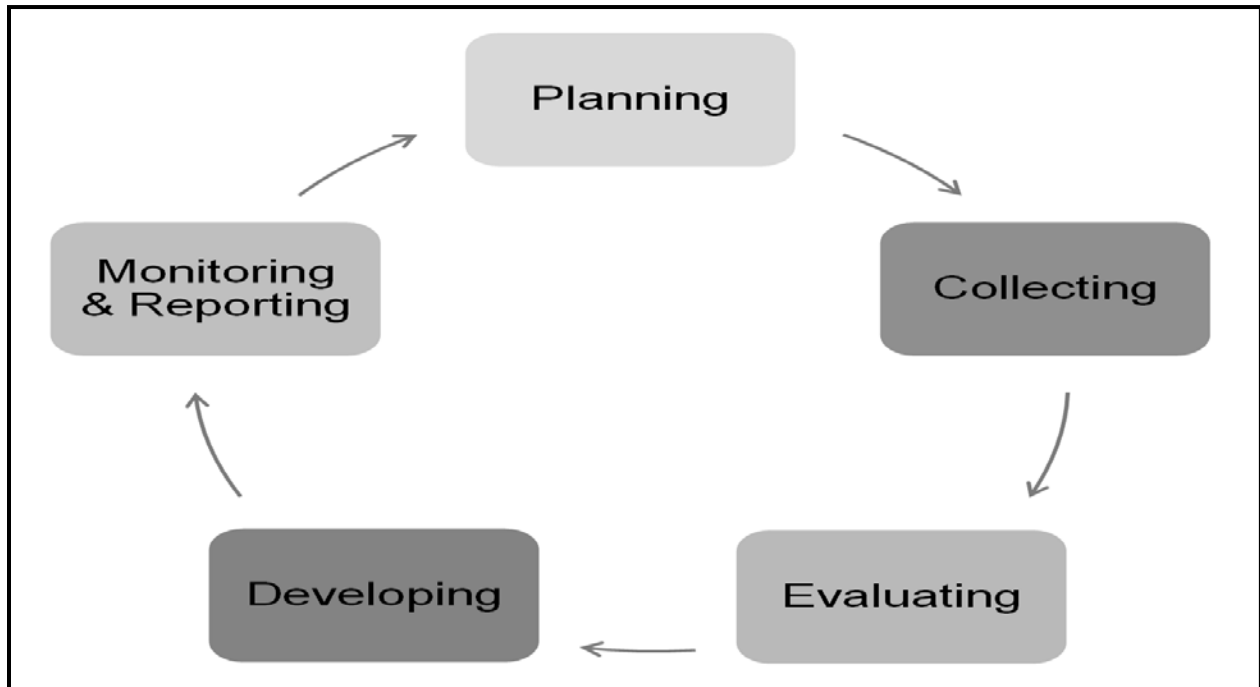 Planning
Collecting
Evaluating
Developing
Monitoring
& Reporting